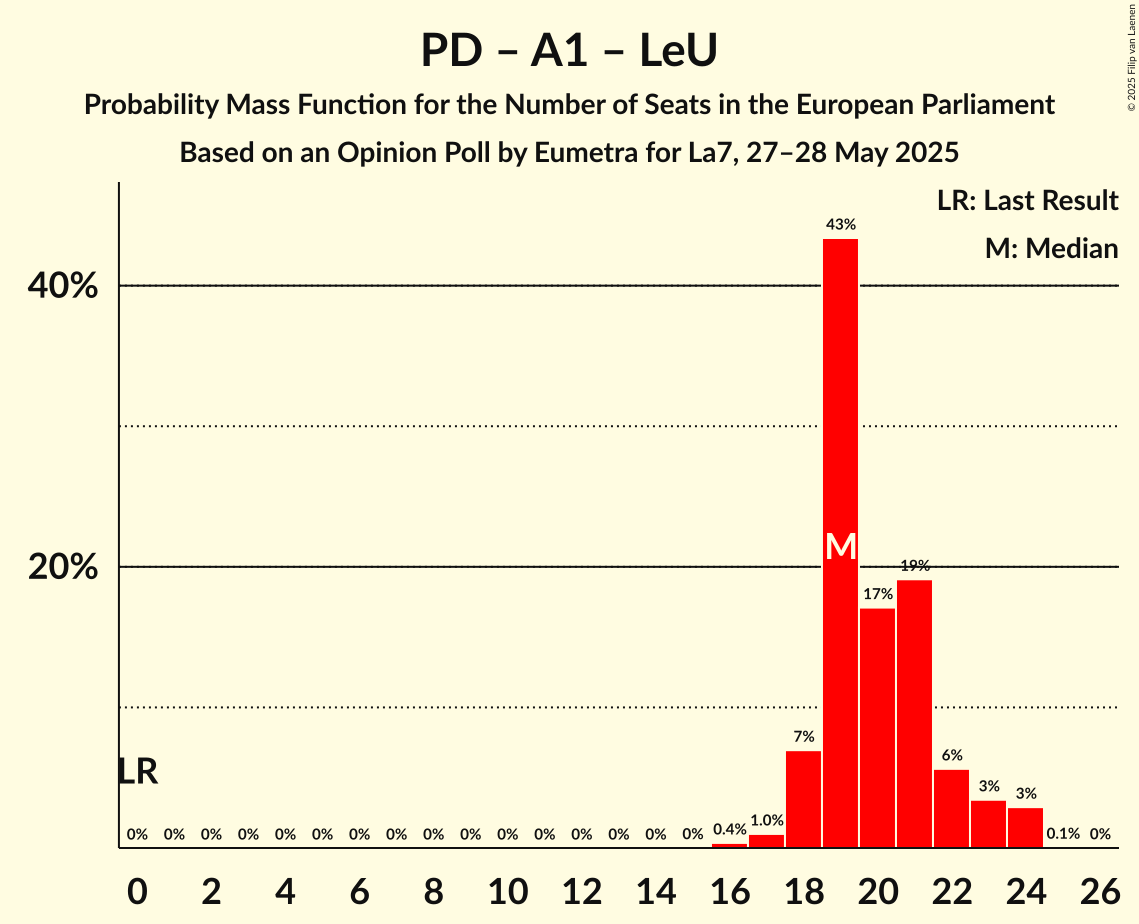 PD – A1 – LeU
Probability Mass Function for the Number of Seats in the European Parliament
Based on an Opinion Poll by Eumetra for La7, 27–28 May 2025
© 2025 Filip van Laenen
LR: Last Result
M: Median
43%
40%
M
20%
19%
17%
7%
6%
3%
3%
LR
0% 0% 0% 0% 0% 0% 0% 0% 0% 0% 0% 0% 0% 0% 0% 0% 0.4% 1.0% 0.1% 0%
0 2 4 6 8 10 12 14 16 18 20 22 24 26